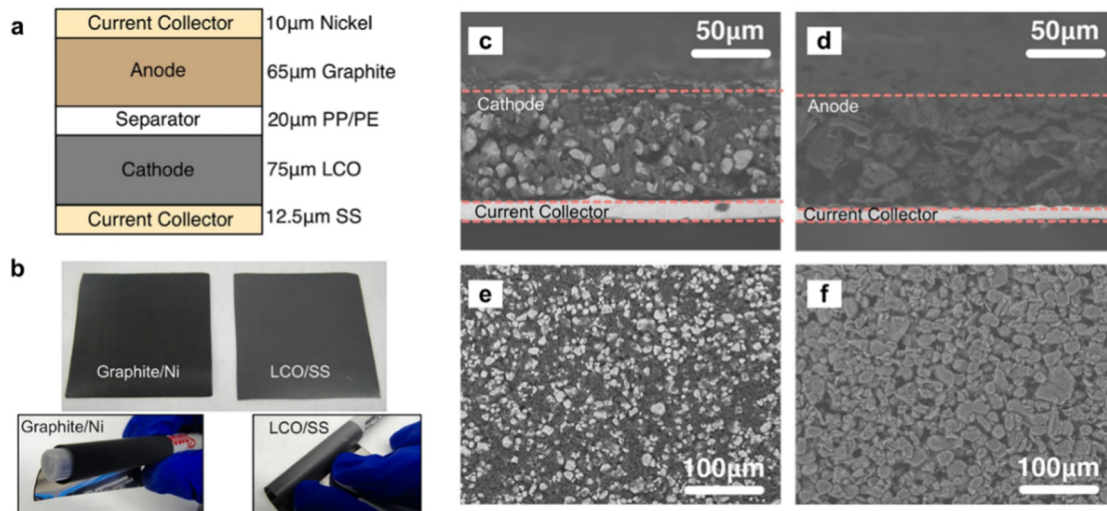 a
Current Collector
10μm Nickel
Anode
65μm Graphite
Separator
20μm PP/PE
Cathode
75μm LCO
Current Collector
12.5μm SS
b
Graphite/Ni
LCO/SS
Graphite/Ni
LCO/SS
c
50μm
Cathode
Current Collector
d
50μm
Anode
Current Collector
e
100μm
f
100μm